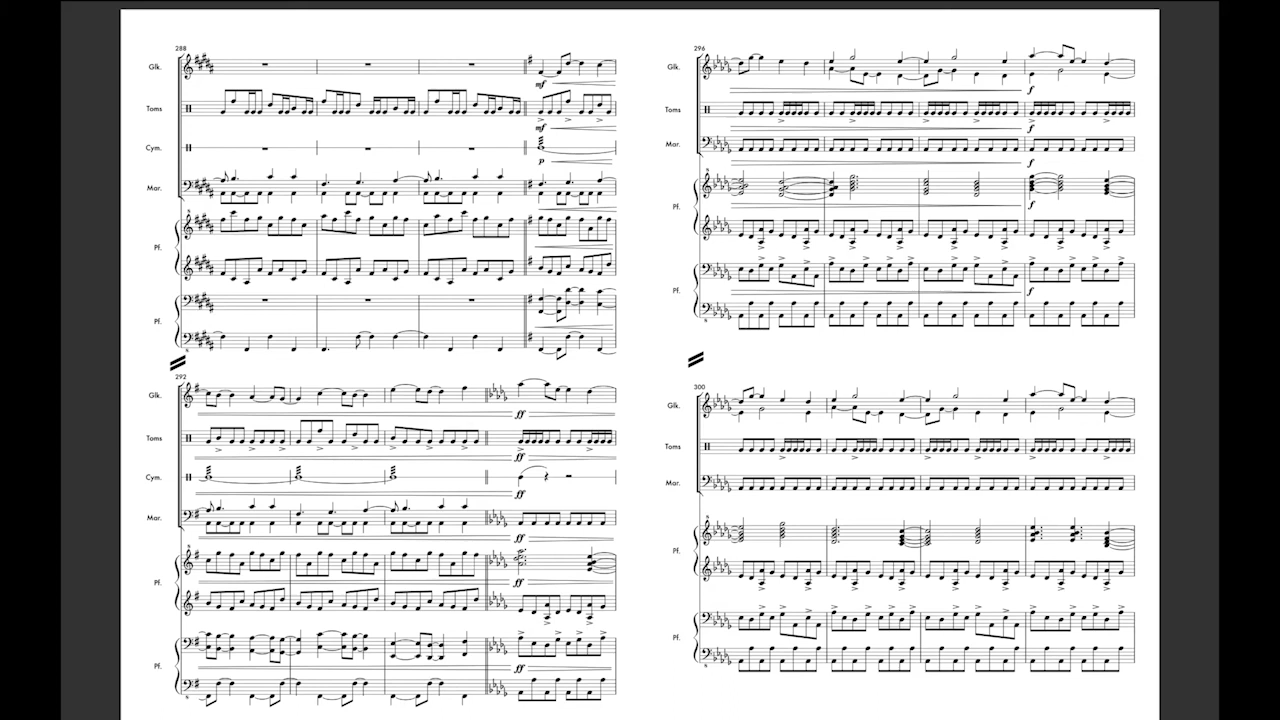 288
Glk.
mf
Toms
mf
Cym.
p
Mar.
Pf.
Pf.
292
Glk.
ff
Toms
ff
Cym.
ff
Mar.
ff
Pf.
ff
Pf.
ff
296
Glk.
f
Toms
f
Mar.
f
Pf.
f
Pf.
f
300
Glk.
Toms
Mar.
Pf.
Pf.